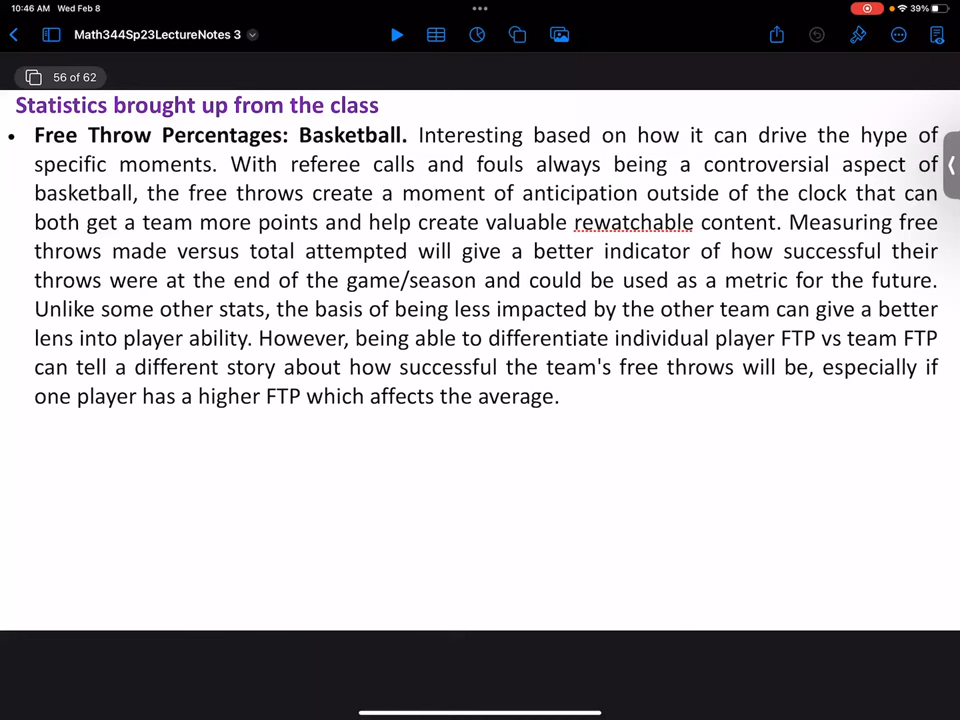 10:46 AM Wed Feb 8
39%
Math344Sp23LectureNotes 3
56 of 62
Statistics brought up from the class
• Free Throw Percentages: Basketball. Interesting based on how it can drive the hype of
specific moments. With referee calls and fouls always being a controversial aspect of
basketball, the free throws create a moment of anticipation outside of the clock that can
both get a team more points and help create valuable rewatchable content. Measuring free
throws made versus total attempted will give a better indicator of how successful their
throws were at the end of the game/season and could be used as a metric for the future.
Unlike some other stats, the basis of being less impacted by the other team can give a better
lens into player ability. However, being able to differentiate individual player FTP vs team FTP
can tell a different story about how successful the team's free throws will be, especially if
one player has a higher FTP which affects the average.